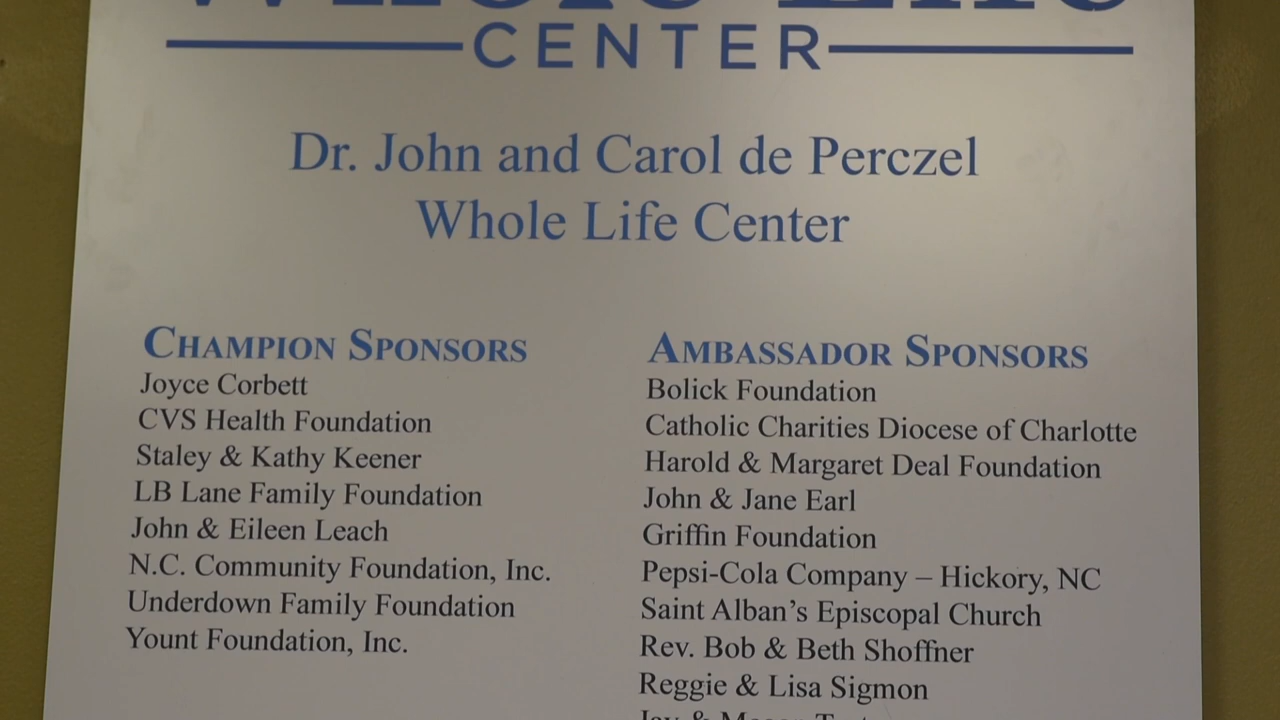 Whole Life
CENTER
Dr. John and Carol de Perczel
Whole Life Center
CHAMPION SPONSORS
Joyce Corbett
CVS Health Foundation
Staley & Kathy Keener
LB Lane Family Foundation
John & Eileen Leach
N.C. Community Foundation, Inc.
Underdown Family Foundation
Yount Foundation, Inc.
AMBASSADOR SPONSORS
Bolick Foundation
Catholic Charities Diocese of Charlotte
Harold & Margaret Deal Foundation
John & Jane Earl
Griffin Foundation
Pepsi-Cola Company – Hickory, NC
Saint Alban’s Episcopal Church
Rev. Bob & Beth Shoffner
Reggie & Lisa Sigmon